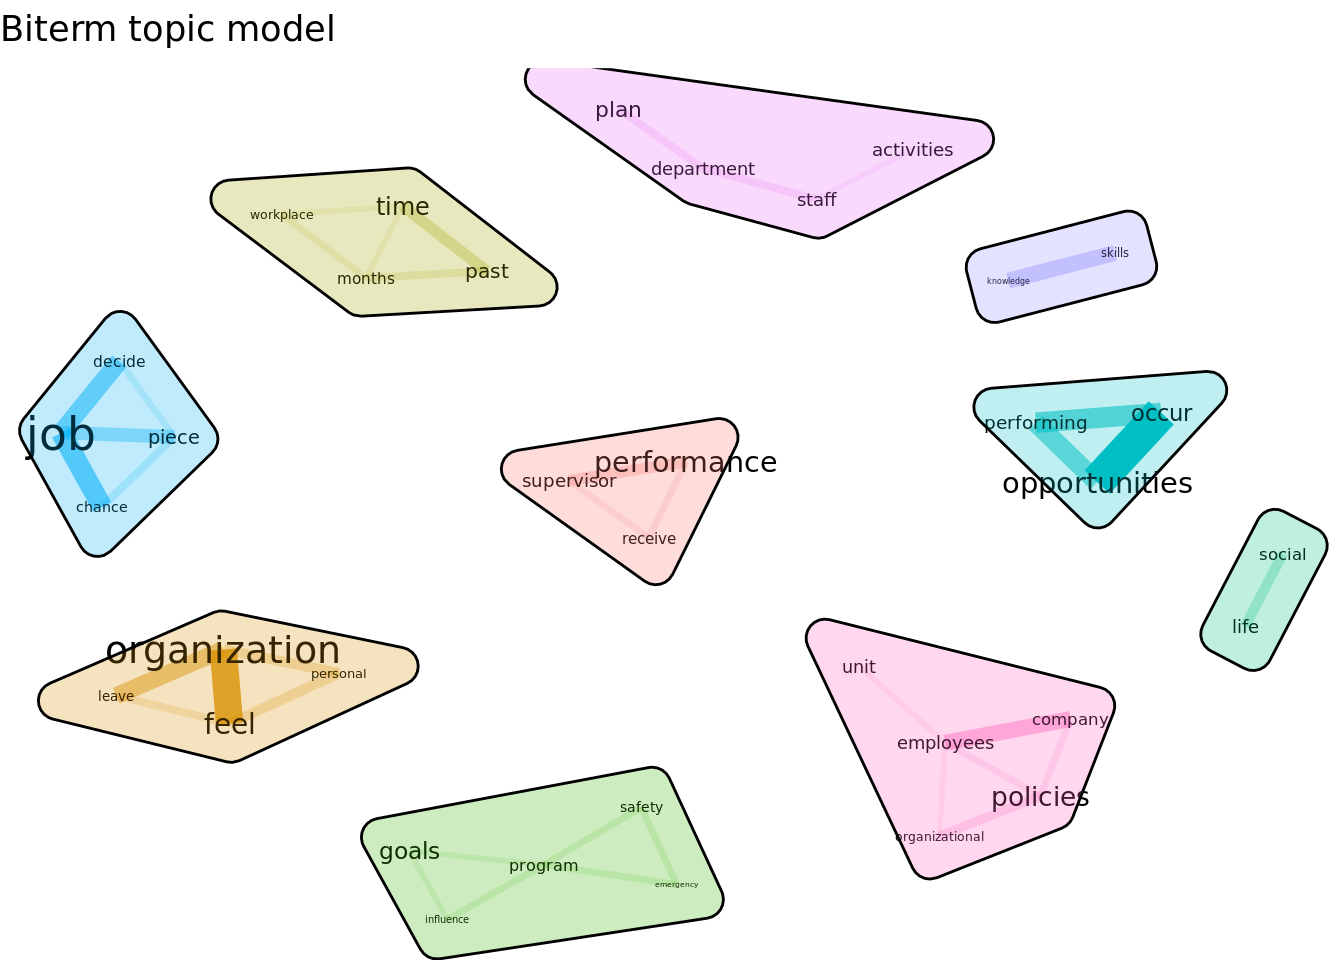 Biterm topic model
plan
activities
department
staff
time
workplace
past
months
skills
knowledge
decide
job
piece
chance
performing
occur
opportunities
performance
supervisor
receive
social
life
organization
personal
leave
feel
unit
company
employees
policies
organizational
safety
goals
program
emergency
influence